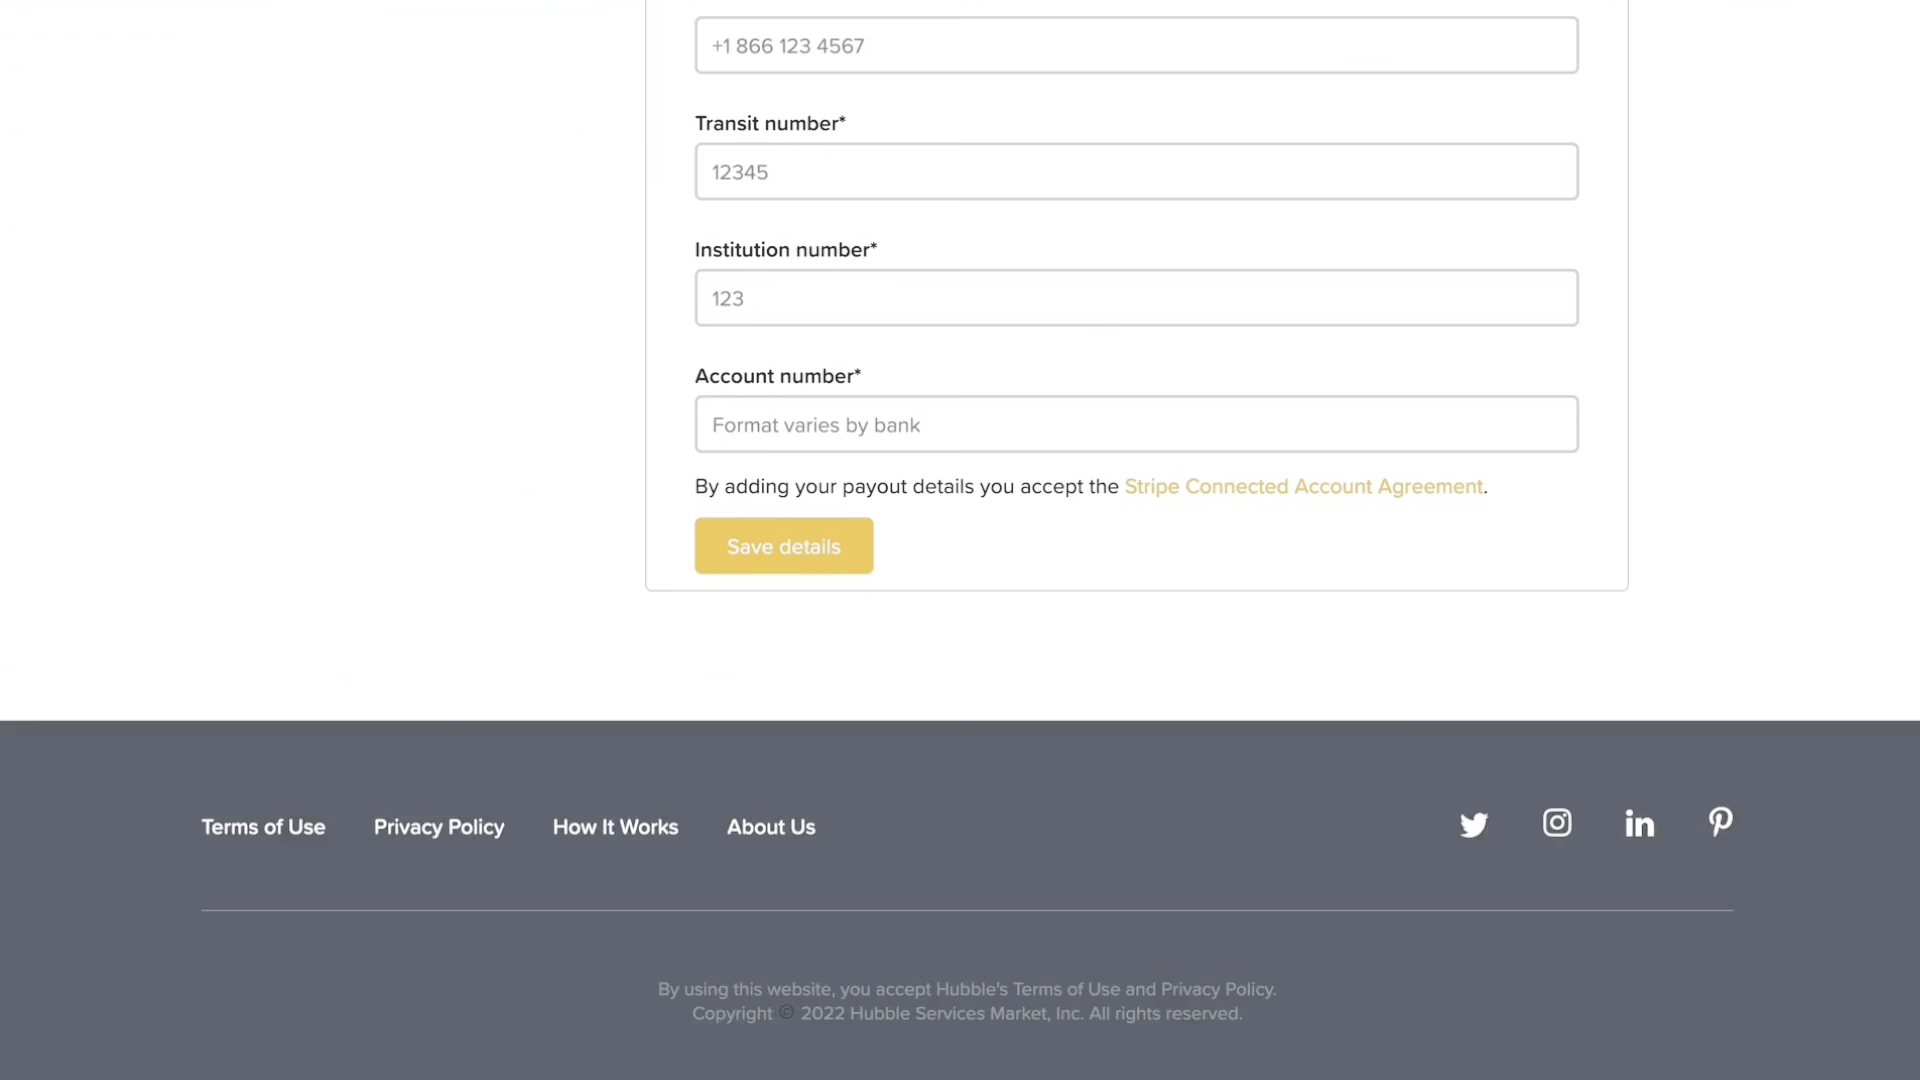 +1 866 123 4567
Transit number*
12345
Institution number*
123
Account number*
Format varies by bank
By adding your payout details you accept the Stripe Connected Account Agreement.
Save details
Terms of Use Privacy Policy How It Works About Us
By using this website, you accept Hubble's Terms of Use and Privacy Policy.
Copyright © 2022 Hubble Services Market, Inc. All rights reserved.